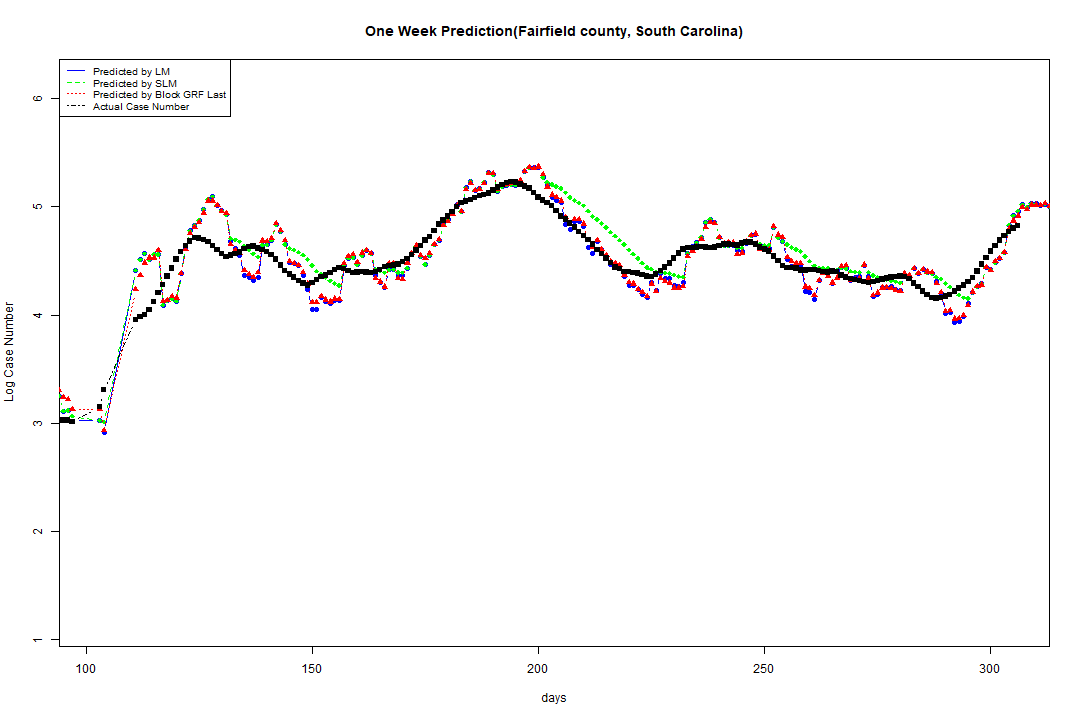 One Week Prediction(Fairfield county, South Carolina)
Predicted by LM
Predicted by SLM
Predicted by Block GRF Last
Actual Case Number
6
5
4
3
2
1
Log Case Number
100 150 200 250 300
days